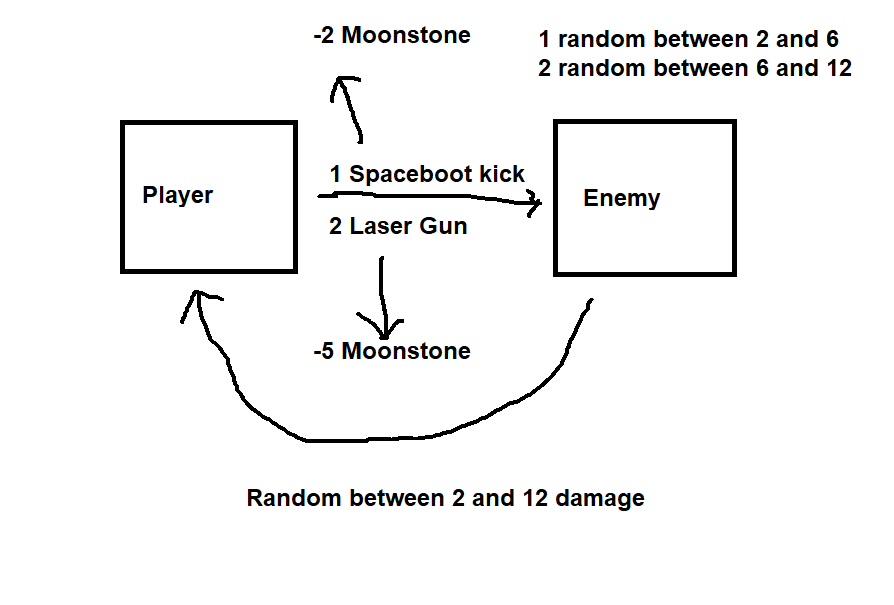 -2 Moonstone
1 random between 2 and 6
2 random between 6 and 12
Player
1 Spaceboot kick
2 Laser Gun
Enemy
-5 Moonstone
Random between 2 and 12 damage